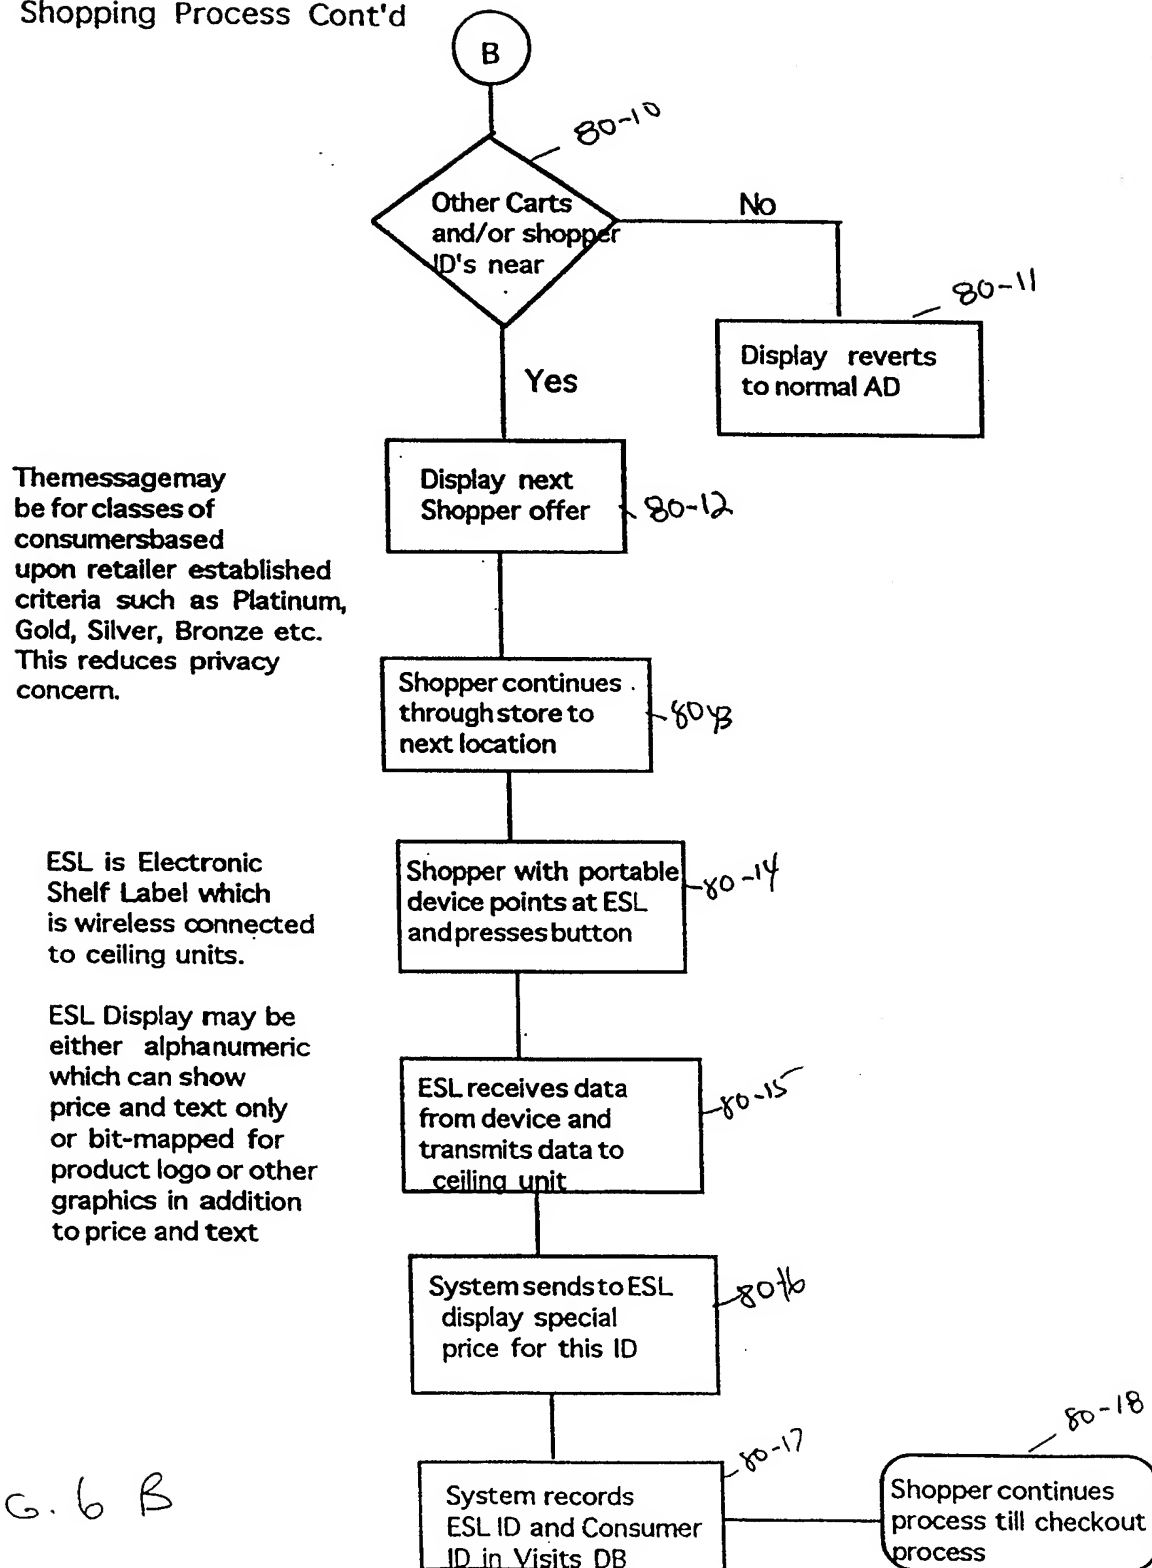 Shopping Process Cont'd
B
80-10
Other Carts
and/or shopper
ID's near
No
80-11
Display reverts
to normal AD
Yes
Display next
Shopper offer
80-12
Themessagemay
be for classes of
consumersbased
upon retailer established
criteria such as Platinum,
Gold, Silver, Bronze etc.
This reduces privacy
concern.
Shopper continues
through store to
next location
80-13
ESL is Electronic
Shelf Label which
is wireless connected
to ceiling units.
Shopper with portable
device points at ESL
and presses button
80-14
ESL Display may be
either alphanumeric
which can show
price and text only
or bit-mapped for
product logo or other
graphics in addition
to price and text
ESL receives data
from device and
transmits data to
ceiling unit
80-15
System sends to ESL
display special
price for this ID
80-16
System records
ESL ID and Consumer
ID in Visits DB
80-17
80-18
Shopper continues
process till checkout
process
G. 6 B